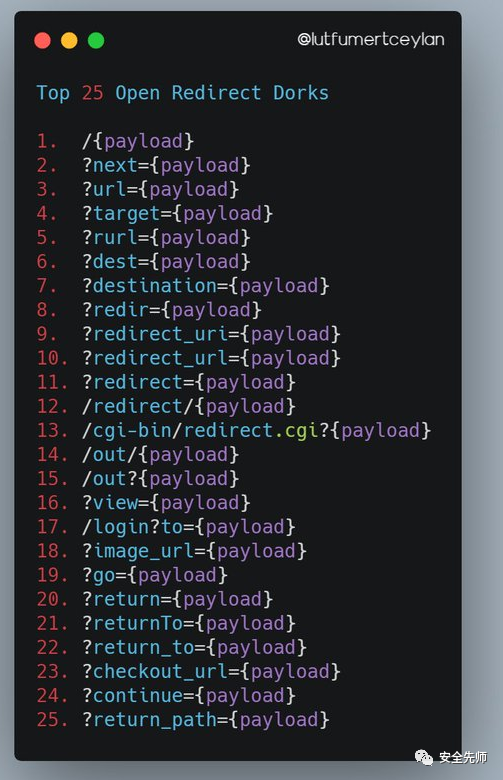 @lutfumertceylan
Top 25 Open Redirect Dorks
1. /{payload}
2. ?next={payload}
3. ?url={payload}
4. ?target={payload}
5. ?rurl={payload}
6. ?dest={payload}
7. ?destination={payload}
8. ?redir={payload}
9. ?redirect_uri={payload}
10. ?redirect_url={payload}
11. ?redirect={payload}
12. /redirect/{payload}
13. /cgi-bin/redirect.cgi?{payload}
14. /out/{payload}
15. /out?{payload}
16. ?view={payload}
17. /login?to={payload}
18. ?image_url={payload}
19. ?go={payload}
20. ?return={payload}
21. ?returnTo={payload}
22. ?return_to={payload}
23. ?checkout_url={payload}
24. ?continue={payload}
25. ?return_path={payload}
安全先师